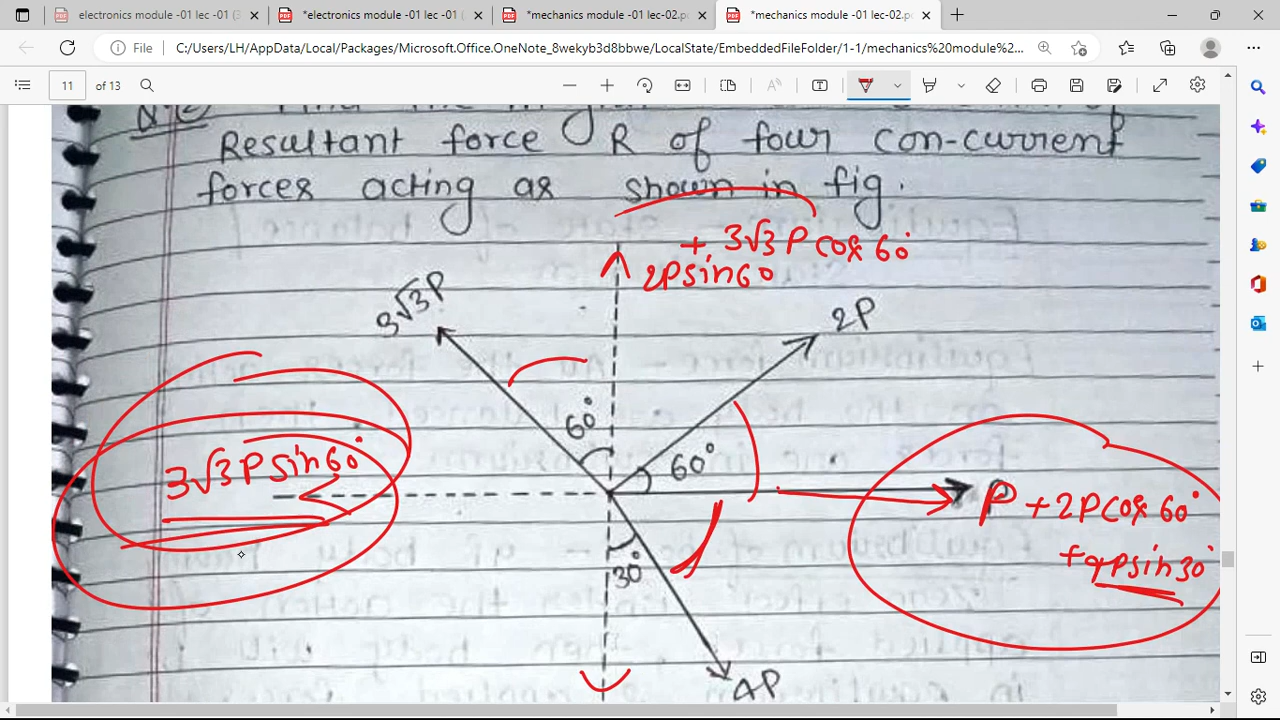 electronics module -01 lec -01 (3
*electronics module -01 lec -01 (
*mechanics module -01 lec-02.pc
*mechanics module -01 lec-02.pc
File
C:/Users/LH/AppData/Local/Packages/Microsoft.Office.OneNote_8wekyb3d8bbwe/LocalState/EmbeddedFileFolder/1-1/mechanics%20module%2...
11 of 13
Resultant force R of four con-current
forces acting as shown in fig.
+ 3√3 P cos 60°
2P sin 60
3√3P
2P
60°
60°
3√3 P sin 60°
P + 2P cos 60°
+ 4P sin 30°
30°
4P